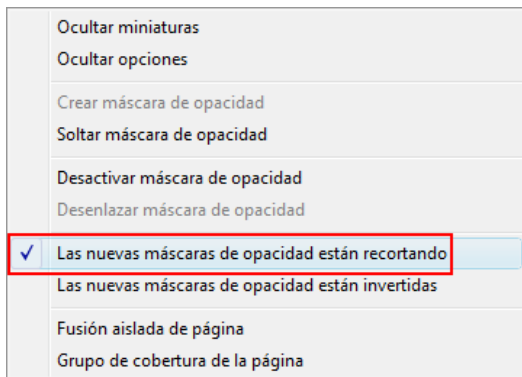 Ocultar miniaturas
Ocultar opciones
Crear máscara de opacidad
Soltar máscara de opacidad
Desactivar máscara de opacidad
Desenlazar máscara de opacidad
Las nuevas máscaras de opacidad están recortando
Las nuevas máscaras de opacidad están invertidas
Fusión aislada de página
Grupo de cobertura de la página